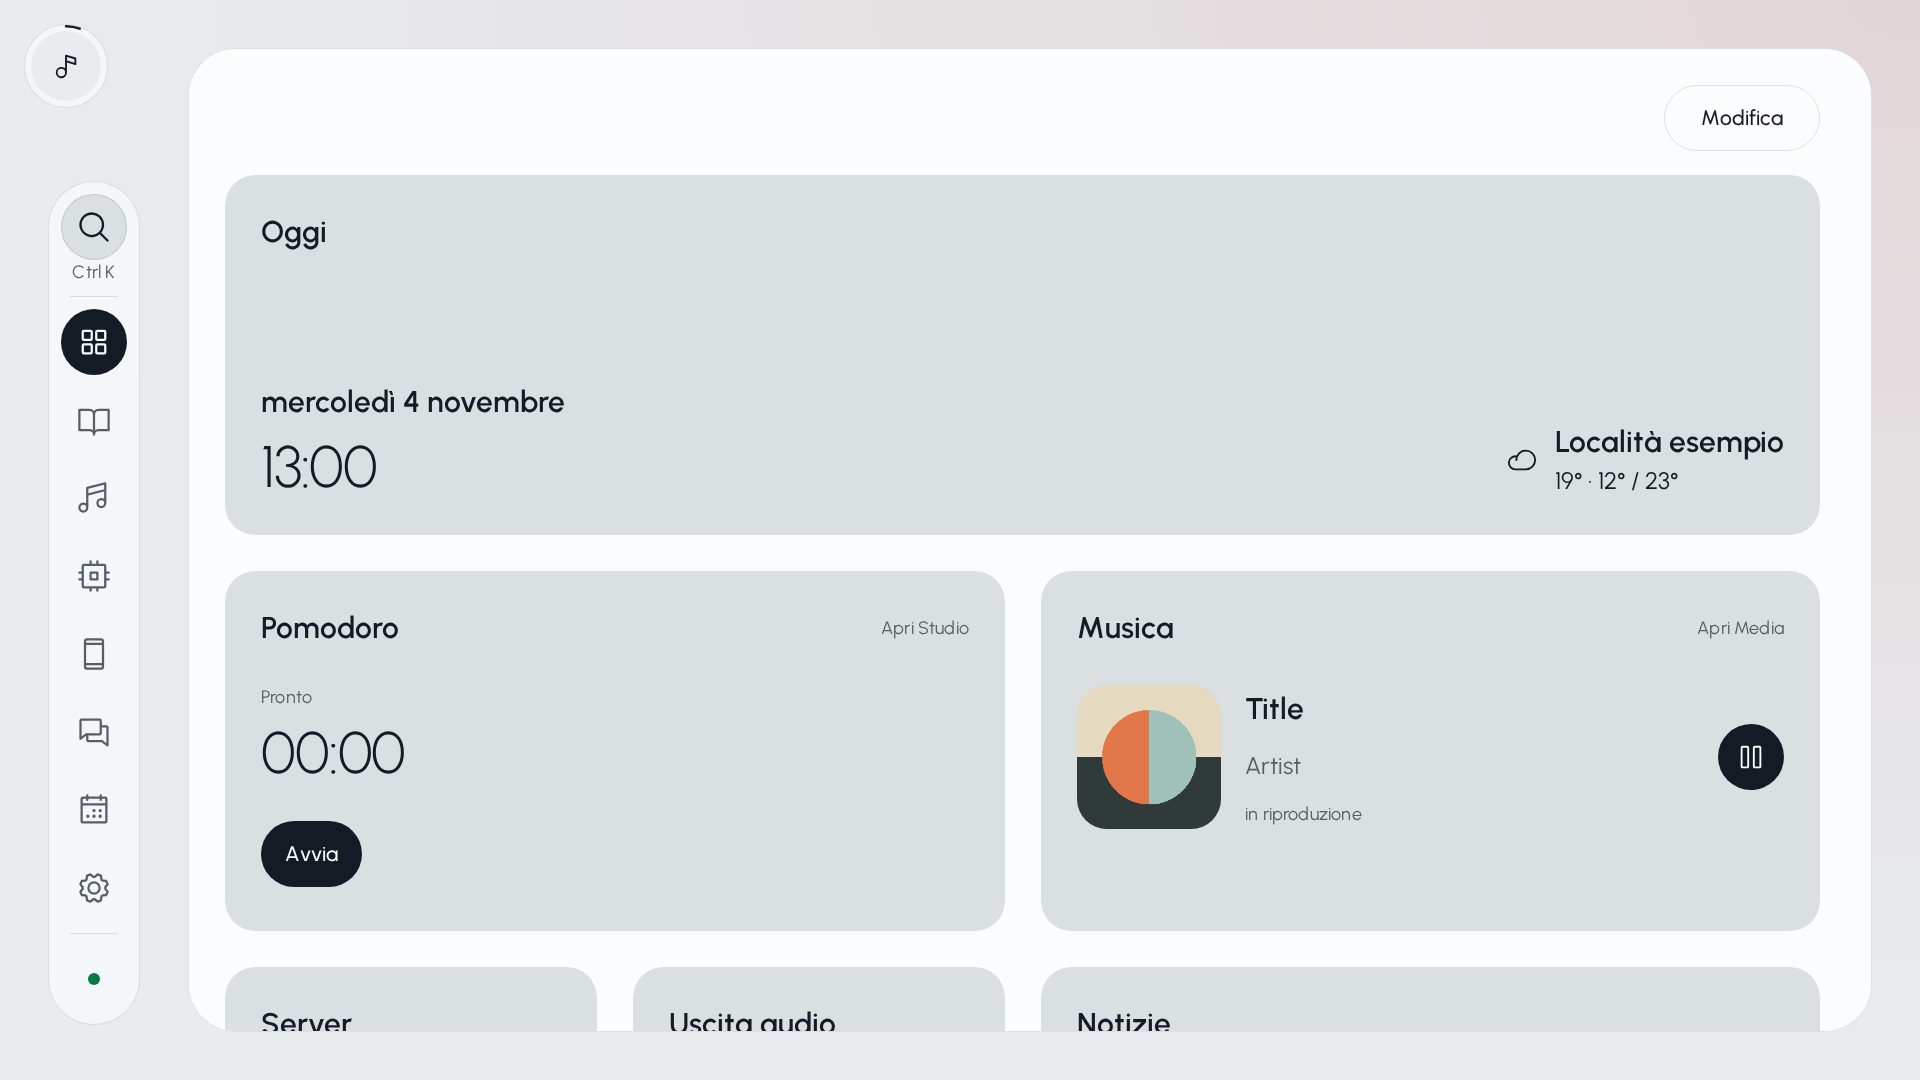 Modifica
Ctrl K
Oggi
mercoledì 4 novembre
13:00
Località esempio
19° · 12° / 23°
Pomodoro
Apri Studio
Pronto
00:00
Avvia
Musica
Apri Media
Title
Artist
in riproduzione
Server
Uscita audio
Notizie